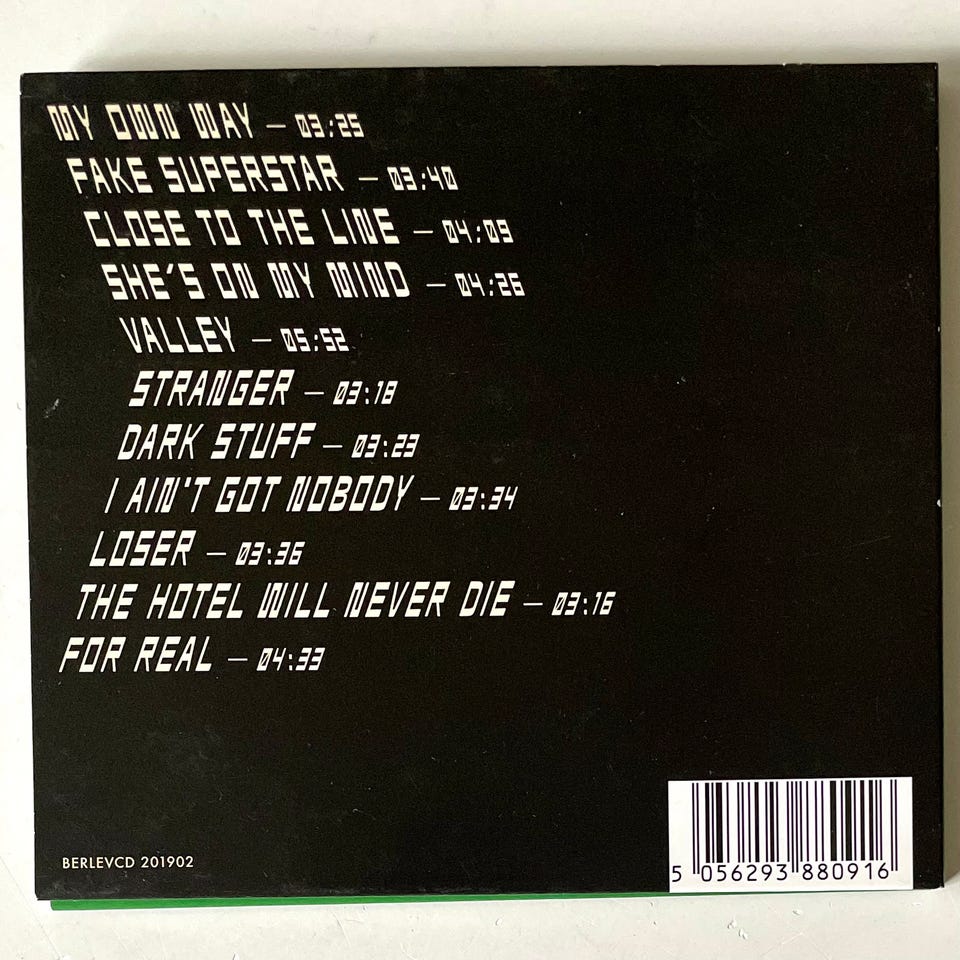 MY OWN WAY — 03:25
FAKE SUPERSTAR — 03:40
CLOSE TO THE LINE — 04:09
SHE'S ON MY MIND — 04:26
VALLEY — 05:52
STRANGER — 03:18
DARK STUFF — 03:23
I AIN'T GOT NOBODY — 03:34
LOSER — 03:36
THE HOTEL WILL NEVER DIE — 03:16
FOR REAL — 04:33
BERLEVCD 201902
5 056293 880916